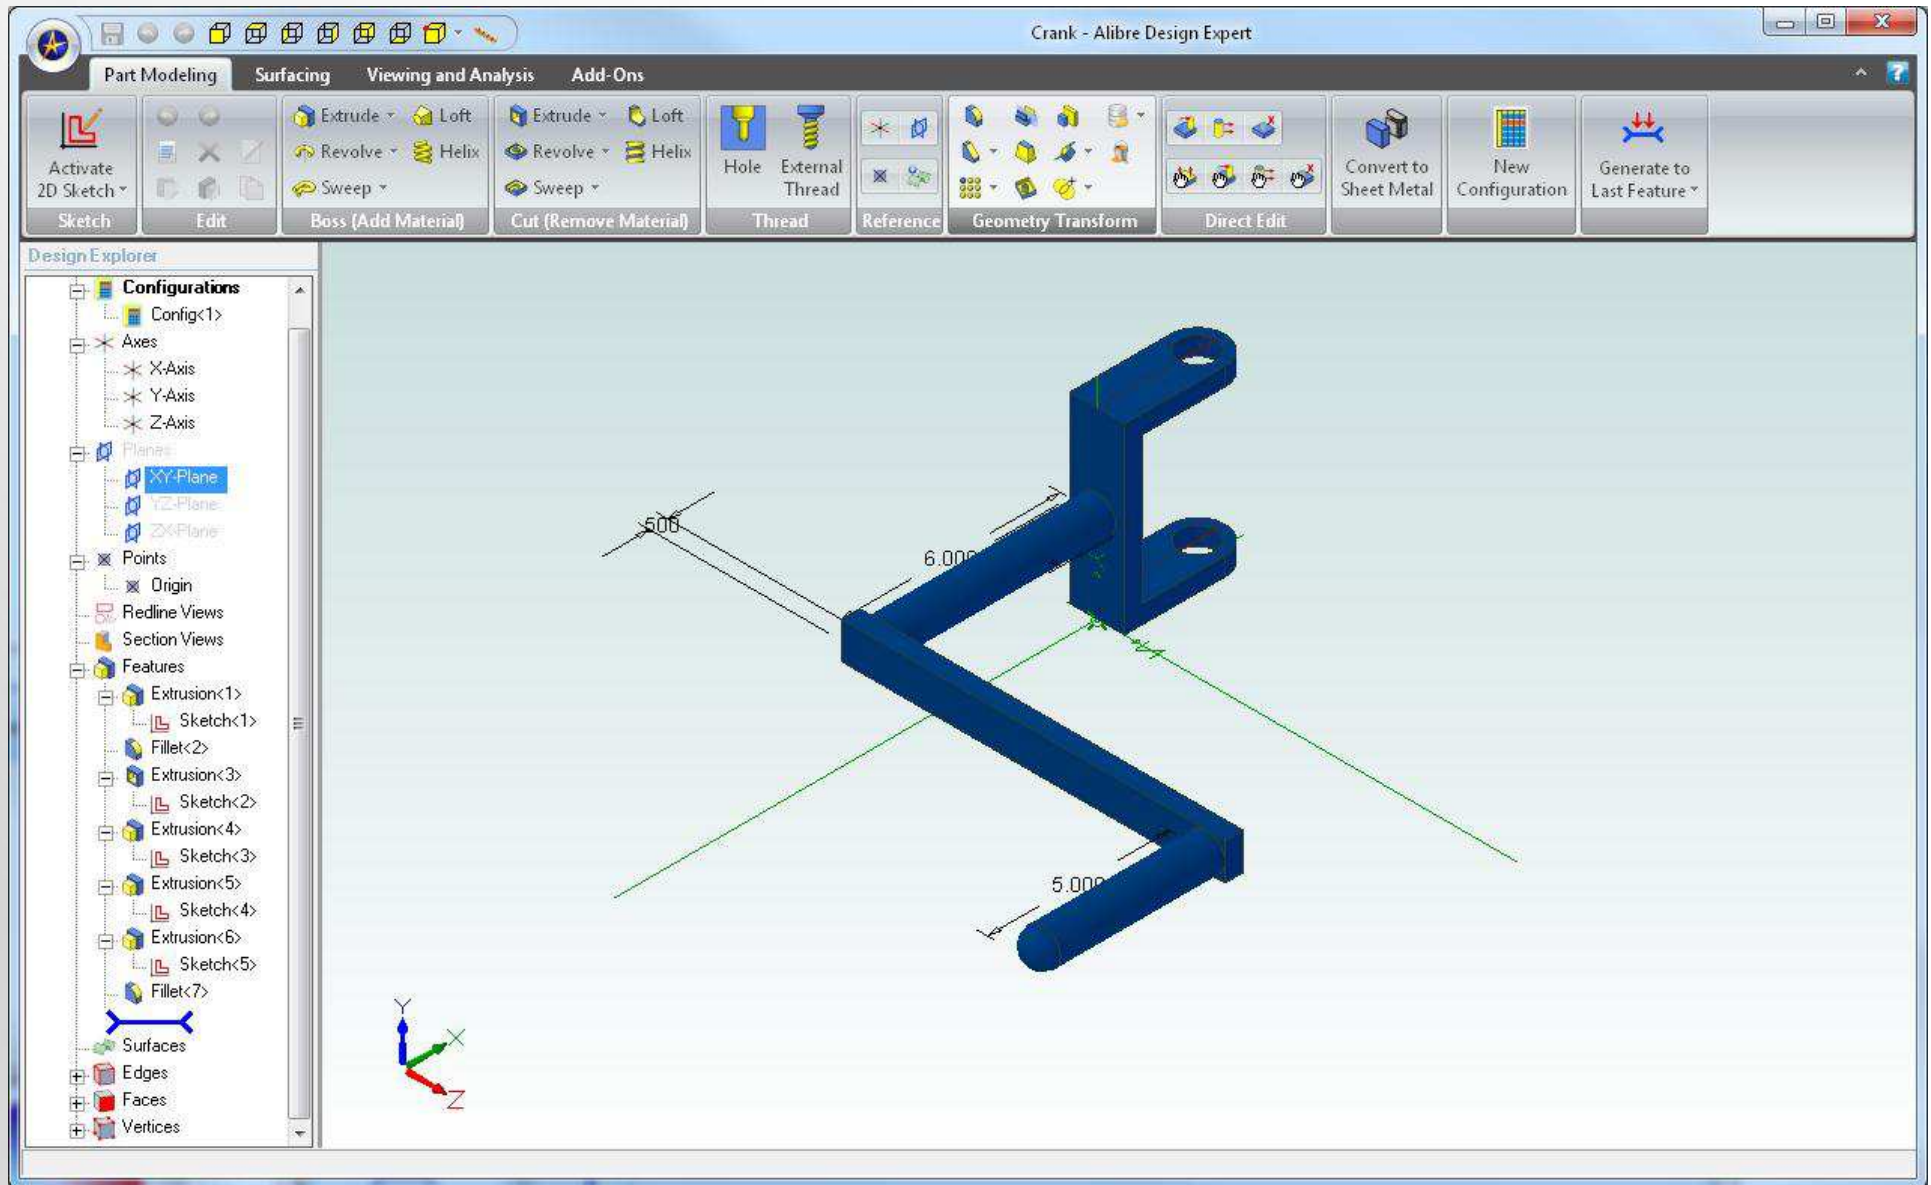 Crank - Alibre Design Expert
Part Modeling Surfacing Viewing and Analysis Add-Ons
Activate
2D Sketch
Sketch
Edit
Extrude Loft
Revolve Helix
Sweep
Boss (Add Material)
Extrude Loft
Revolve Helix
Sweep
Cut (Remove Material)
Hole
External
Thread
Thread
Reference
Geometry Transform
Direct Edit
Convert to
Sheet Metal
New
Configuration
Generate to
Last Feature
Design Explorer
Configurations
Config<1>
Axes
X-Axis
Y-Axis
Z-Axis
Planes
XY-Plane
YZ-Plane
ZX-Plane
Points
Origin
Redline Views
Section Views
Features
Extrusion<1>
Sketch<1>
Fillet<2>
Extrusion<3>
Sketch<2>
Extrusion<4>
Sketch<3>
Extrusion<5>
Sketch<4>
Extrusion<6>
Sketch<5>
Fillet<7>
Surfaces
Edges
Faces
Vertices
.500
6.000
5.000
Y
X
Z